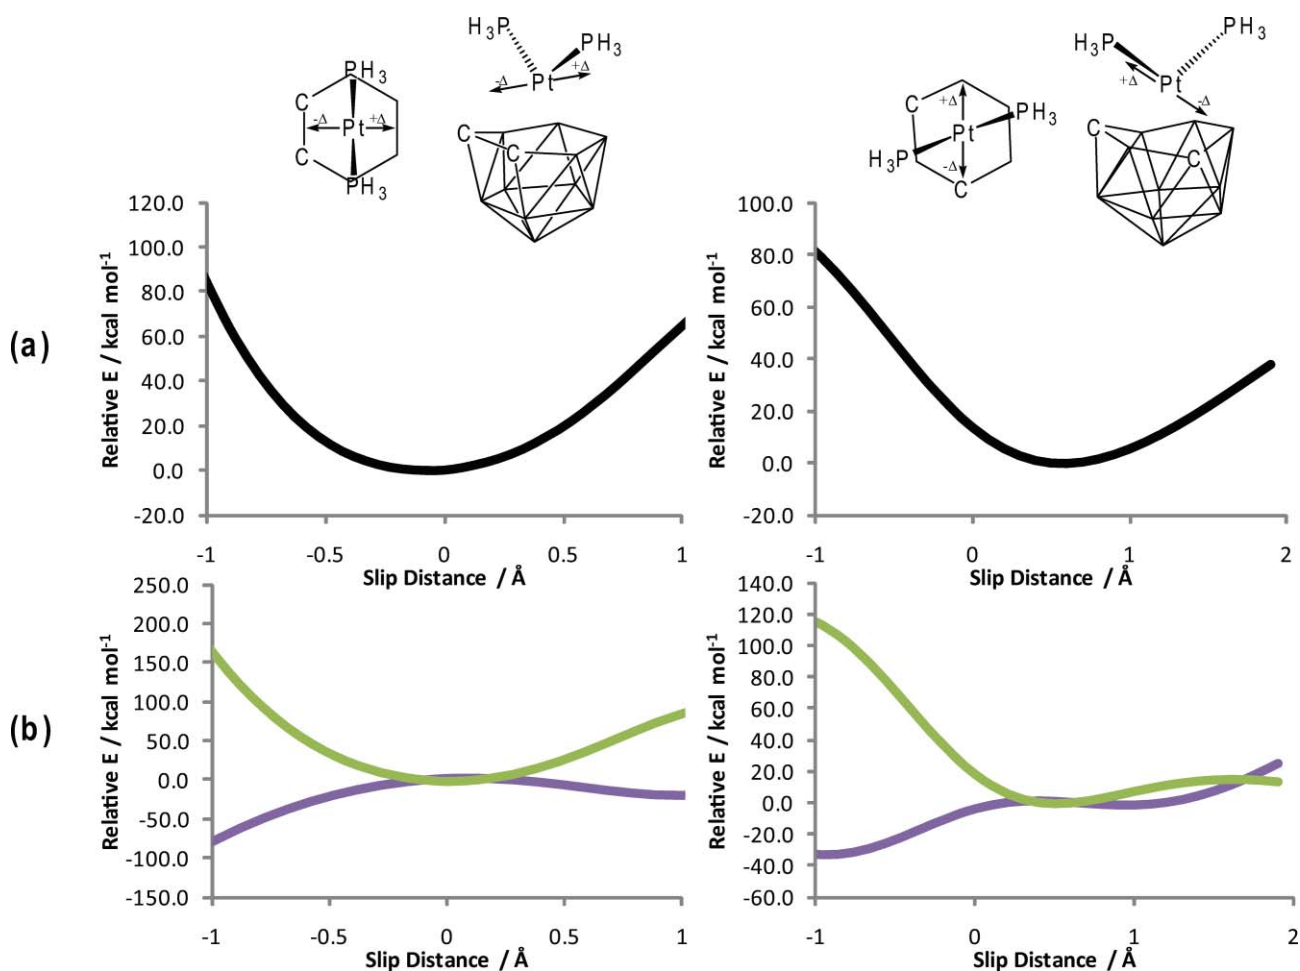 (a)
H₃P
PH₃
Pt
-Δ
+Δ
C
C
PH₃
-Δ
Pt
+Δ
PH₃
C
C
120.0
100.0
80.0
60.0
40.0
20.0
0.0
-20.0
Relative E / kcal mol⁻¹
-1
-0.5
0
0.5
1
Slip Distance / Å
H₃P
PH₃
Pt
+Δ
-Δ
C
C
C
+Δ
Pt
PH₃
H₃P
-Δ
C
100.0
80.0
60.0
40.0
20.0
0.0
-20.0
Relative E / kcal mol⁻¹
-1
0
1
2
Slip Distance / Å
(b)
250.0
200.0
150.0
100.0
50.0
0.0
-50.0
-100.0
-150.0
Relative E / kcal mol⁻¹
-1
-0.5
0
0.5
1
Slip Distance / Å
140.0
120.0
100.0
80.0
60.0
40.0
20.0
0.0
-20.0
-40.0
-60.0
Relative E / kcal mol⁻¹
-1
0
1
2
Slip Distance / Å